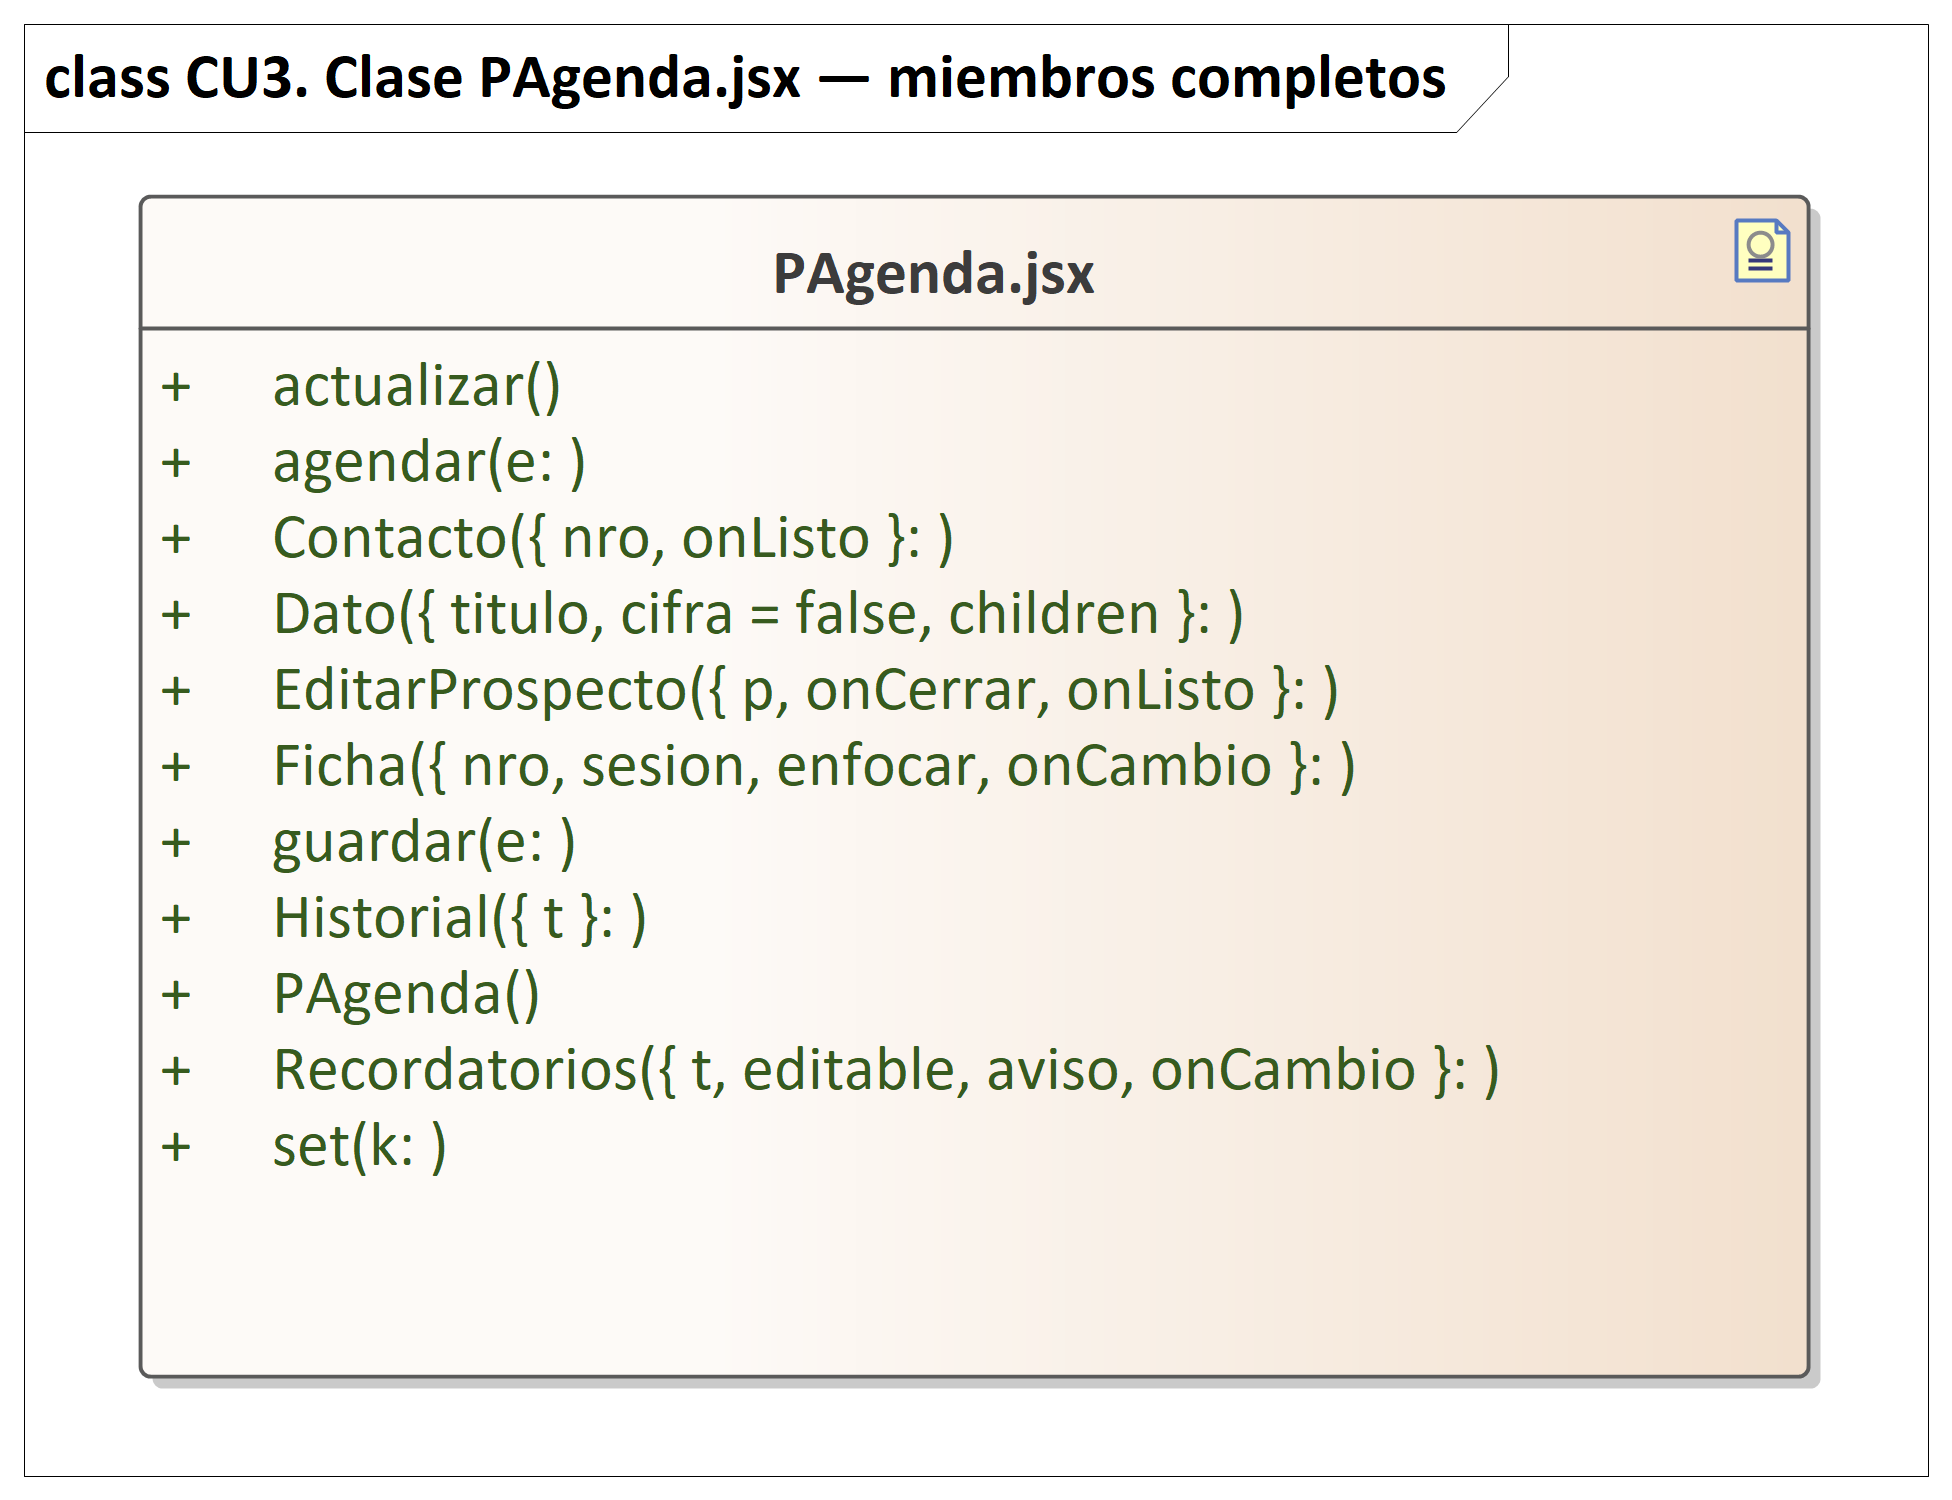 class CU3. Clase PAgenda.jsx — miembros completos
PAgenda.jsx
+ actualizar()
+ agendar(e: )
+ Contacto({ nro, onListo }: )
+ Dato({ titulo, cifra = false, children }: )
+ EditarProspecto({ p, onCerrar, onListo }: )
+ Ficha({ nro, sesion, enfocar, onCambio }: )
+ guardar(e: )
+ Historial({ t }: )
+ PAgenda()
+ Recordatorios({ t, editable, aviso, onCambio }: )
+ set(k: )